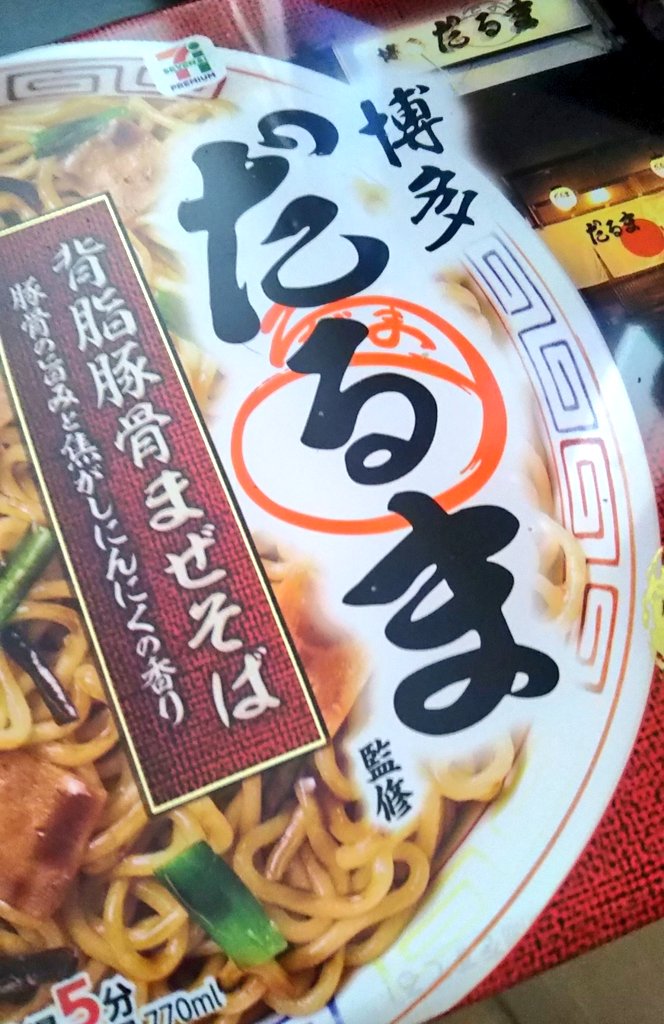 SEVEN
PREMIUM
博多
だるま
監修
背脂豚骨まぜそば
豚骨の旨みと焦がしにんにくの香り
だるま
だるま
5分
770ml